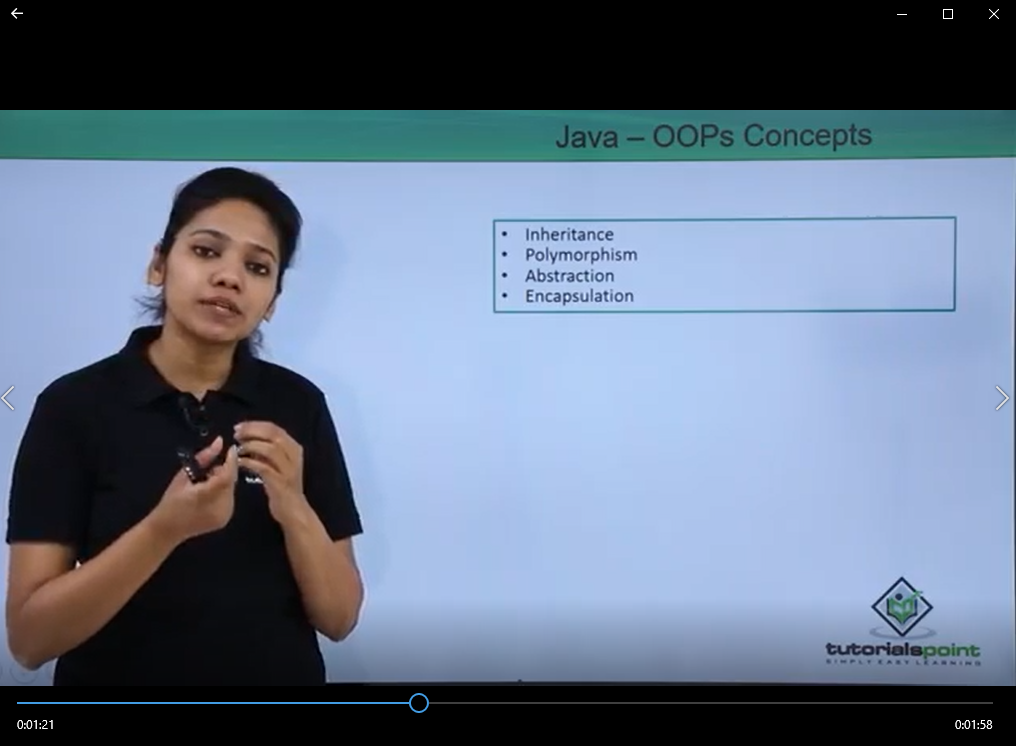 Java – OOPs Concepts
• Inheritance
• Polymorphism
• Abstraction
• Encapsulation
tutorialspoint
SIMPLY EASY LEARNING
0:01:21
0:01:58